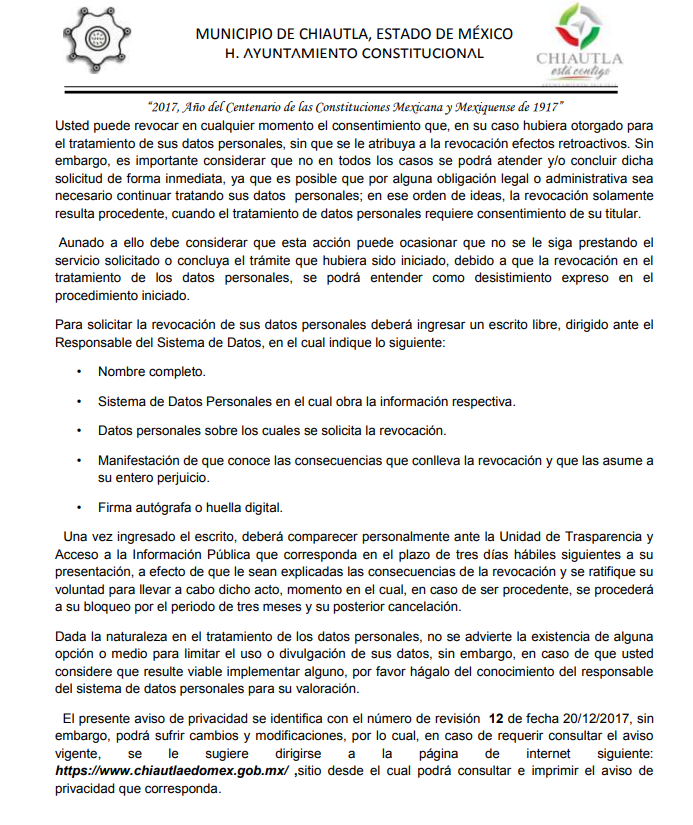 MUNICIPIO DE CHIAUTLA, ESTADO DE MÉXICO
H. AYUNTAMIENTO CONSTITUCIONAL
CHIAUTLA
está contigo
“2017, Año del Centenario de las Constituciones Mexicana y Mexiquense de 1917”
Usted puede revocar en cualquier momento el consentimiento que, en su caso hubiera otorgado para
el tratamiento de sus datos personales, sin que se le atribuya a la revocación efectos retroactivos. Sin
embargo, es importante considerar que no en todos los casos se podrá atender y/o concluir dicha
solicitud de forma inmediata, ya que es posible que por alguna obligación legal o administrativa sea
necesario continuar tratando sus datos personales; en ese orden de ideas, la revocación solamente
resulta procedente, cuando el tratamiento de datos personales requiere consentimiento de su titular.
Aunado a ello debe considerar que esta acción puede ocasionar que no se le siga prestando el
servicio solicitado o concluya el trámite que hubiera sido iniciado, debido a que la revocación en el
tratamiento de los datos personales, se podrá entender como desistimiento expreso en el
procedimiento iniciado.
Para solicitar la revocación de sus datos personales deberá ingresar un escrito libre, dirigido ante el
Responsable del Sistema de Datos, en el cual indique lo siguiente:
• Nombre completo.
• Sistema de Datos Personales en el cual obra la información respectiva.
• Datos personales sobre los cuales se solicita la revocación.
• Manifestación de que conoce las consecuencias que conlleva la revocación y que las asume a
su entero perjuicio.
• Firma autógrafa o huella digital.
Una vez ingresado el escrito, deberá comparecer personalmente ante la Unidad de Trasparencia y
Acceso a la Información Pública que corresponda en el plazo de tres días hábiles siguientes a su
presentación, a efecto de que le sean explicadas las consecuencias de la revocación y se ratifique su
voluntad para llevar a cabo dicho acto, momento en el cual, en caso de ser procedente, se procederá
a su bloqueo por el periodo de tres meses y su posterior cancelación.
Dada la naturaleza en el tratamiento de los datos personales, no se advierte la existencia de alguna
opción o medio para limitar el uso o divulgación de sus datos, sin embargo, en caso de que usted
considere que resulte viable implementar alguno, por favor hágalo del conocimiento del responsable
del sistema de datos personales para su valoración.
El presente aviso de privacidad se identifica con el número de revisión 12 de fecha 20/12/2017, sin
embargo, podrá sufrir cambios y modificaciones, por lo cual, en caso de requerir consultar el aviso
vigente, se le sugiere dirigirse a la página de internet siguiente:
https://www.chiautlaedomex.gob.mx/ ,sitio desde el cual podrá consultar e imprimir el aviso de
privacidad que corresponda.